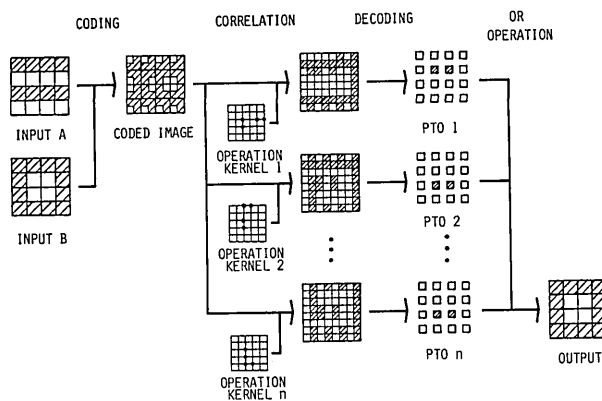 CODING
CORRELATION
DECODING
OR
OPERATION
INPUT A
CODED IMAGE
OPERATION
KERNEL 1
PTO 1
INPUT B
OPERATION
KERNEL 2
PTO 2
OPERATION
KERNEL n
PTO n
OUTPUT